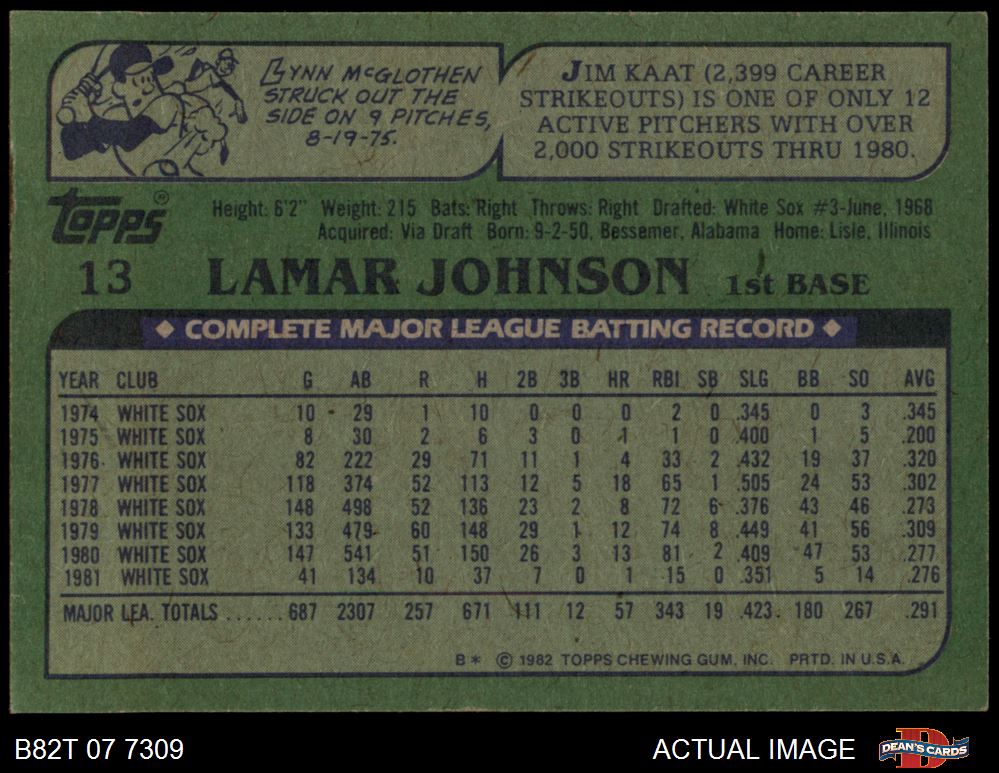 LYNN McGLOTHEN
STRUCK OUT THE
SIDE ON 9 PITCHES,
8-19-75.
JIM KAAT (2,399 CAREER
STRIKEOUTS) IS ONE OF ONLY 12
ACTIVE PITCHERS WITH OVER
2,000 STRIKEOUTS THRU 1980.
Topps®
Height: 6'2" Weight: 215 Bats: Right Throws: Right Drafted: White Sox #3-June, 1968
Acquired: Via Draft Born: 9-2-50, Bessemer, Alabama Home: Lisle, Illinois
13 LAMAR JOHNSON 1st BASE
◆ COMPLETE MAJOR LEAGUE BATTING RECORD ◆
YEAR CLUB G AB R H 2B 3B HR RBI SB SLG BB SO AVG
1974 WHITE SOX 10 29 1 10 0 0 0 2 0 .345 0 3 .345
1975 WHITE SOX 8 30 2 6 3 0 1 1 0 .400 1 5 .200
1976 WHITE SOX 82 222 29 71 11 1 4 33 2 .432 19 37 .320
1977 WHITE SOX 118 374 52 113 12 5 18 65 1 .505 24 53 .302
1978 WHITE SOX 148 498 52 136 23 2 8 72 6 .376 43 46 .273
1979 WHITE SOX 133 479 60 148 29 1 12 74 8 .449 41 56 .309
1980 WHITE SOX 147 541 51 150 26 3 13 81 2 .409 47 53 .277
1981 WHITE SOX 41 134 10 37 7 0 1 15 0 .351 5 14 .276
MAJOR LEA. TOTALS ...... 687 2307 257 671 111 12 57 343 19 .423 180 267 .291
B* © 1982 TOPPS CHEWING GUM, INC. PRTD. IN U.S.A.
B82T 07 7309 ACTUAL IMAGE DEAN'S CARDS